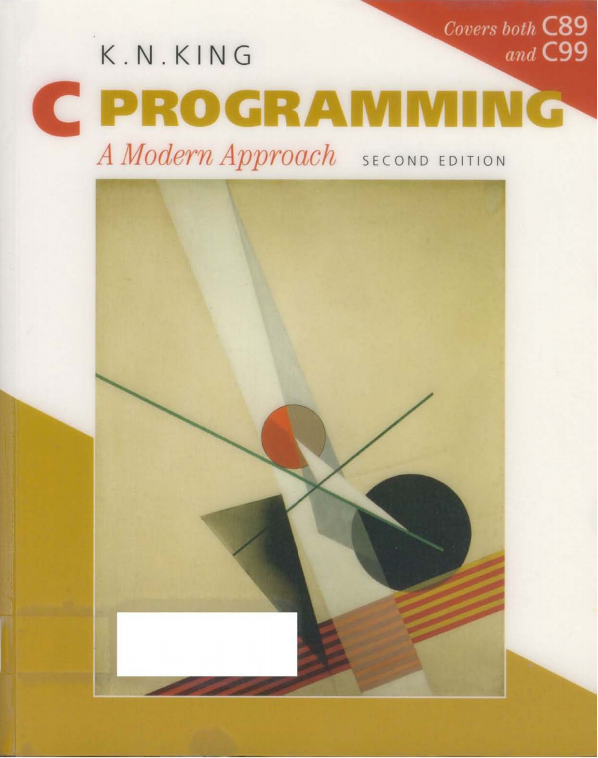 Covers both C89
and C99
K.N.KING
C PROGRAMMING
A Modern Approach SECOND EDITION